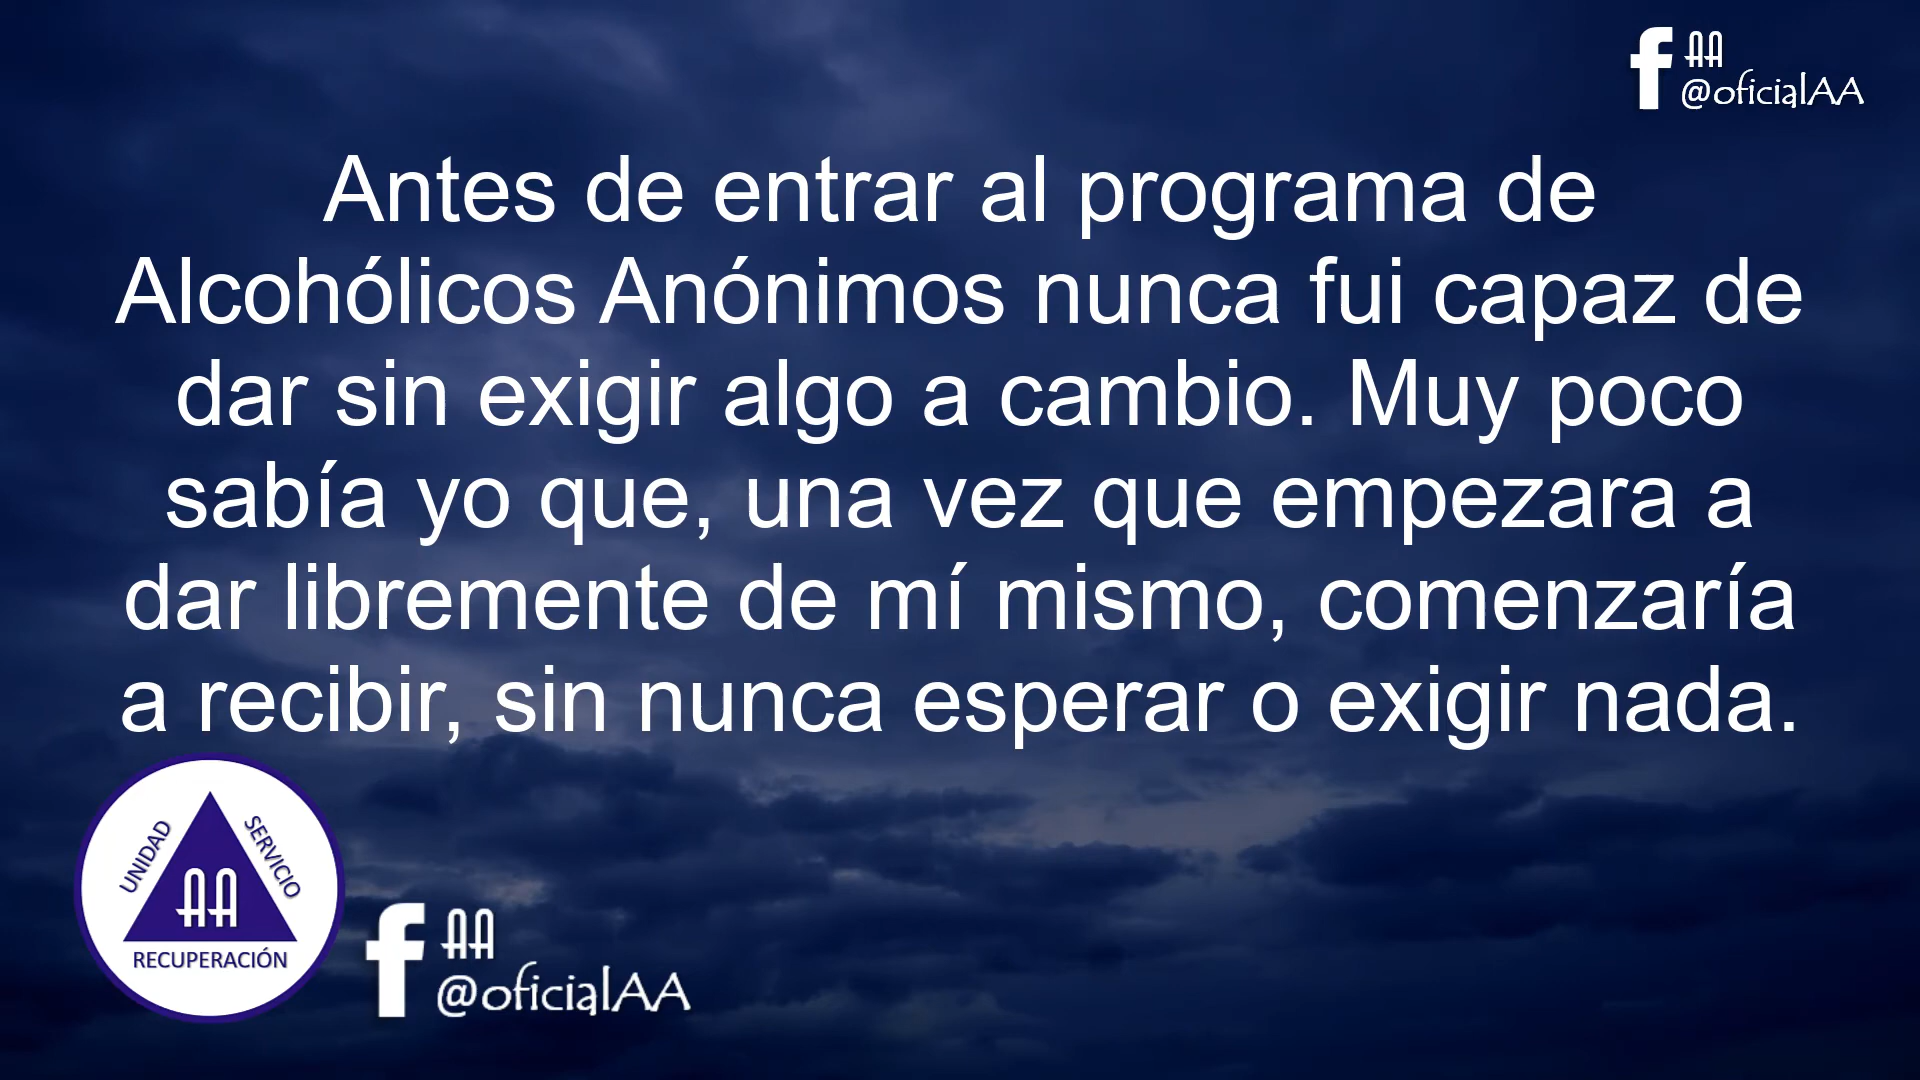 AA
@oficialAA
Antes de entrar al programa de
Alcohólicos Anónimos nunca fui capaz de
dar sin exigir algo a cambio. Muy poco
sabía yo que, una vez que empezara a
dar libremente de mí mismo, comenzaría
a recibir, sin nunca esperar o exigir nada.
UNIDAD
SERVICIO
AA
RECUPERACIÓN
AA
@oficialAA